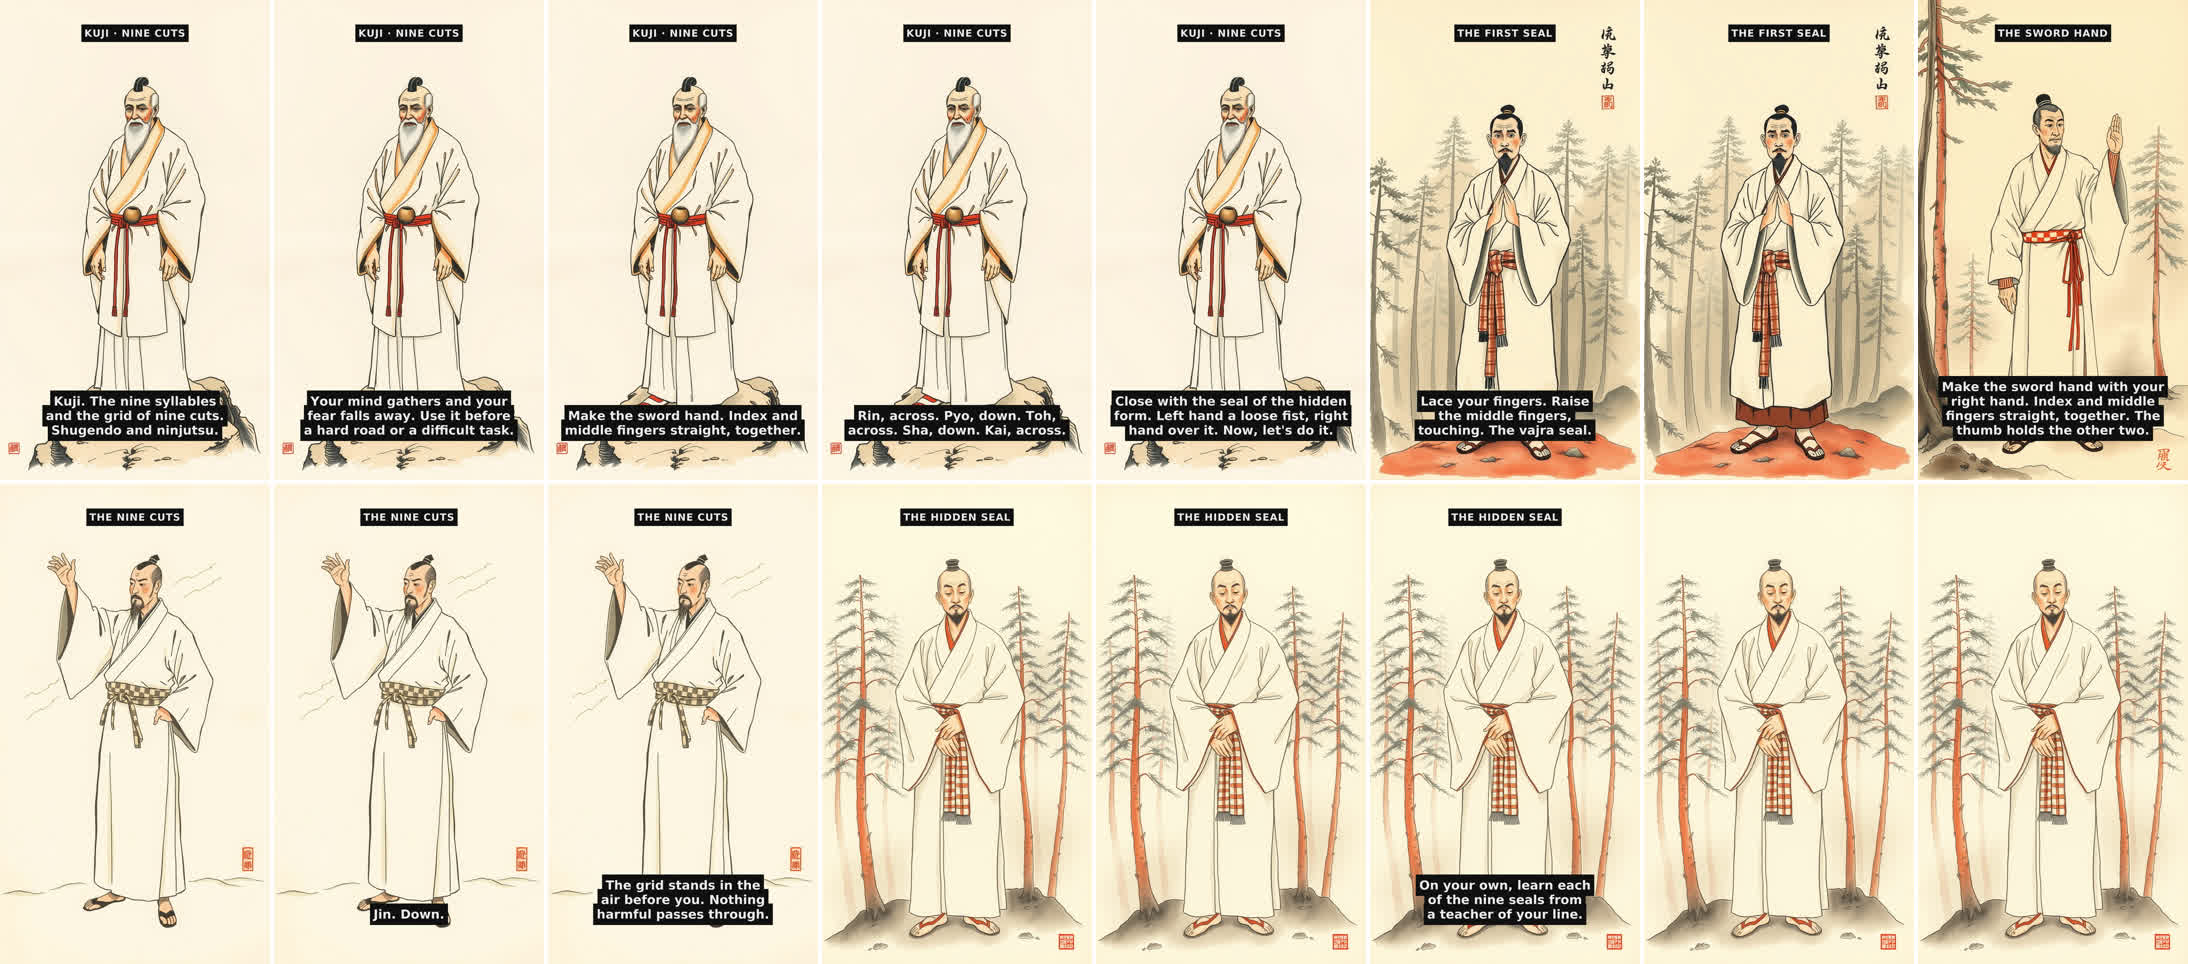 KUJI · NINE CUTS
Kuji. The nine syllables
and the grid of nine cuts.
Shugendo and ninjutsu.
KUJI · NINE CUTS
Your mind gathers and your
fear falls away. Use it before
a hard road or a difficult task.
KUJI · NINE CUTS
Make the sword hand. Index and
middle fingers straight, together.
KUJI · NINE CUTS
Rin, across. Pyo, down. Toh,
across. Sha, down. Kai, across.
KUJI · NINE CUTS
Close with the seal of the hidden
form. Left hand a loose fist, right
hand over it. Now, let's do it.
THE FIRST SEAL
Lace your fingers. Raise
the middle fingers,
touching. The vajra seal.
THE FIRST SEAL
THE SWORD HAND
Make the sword hand with your
right hand. Index and middle
fingers straight, together. The
thumb holds the other two.
THE NINE CUTS
THE NINE CUTS
Jin. Down.
THE NINE CUTS
The grid stands in the
air before you. Nothing
harmful passes through.
THE HIDDEN SEAL
THE HIDDEN SEAL
THE HIDDEN SEAL
On your own, learn each
of the nine seals from
a teacher of your line.